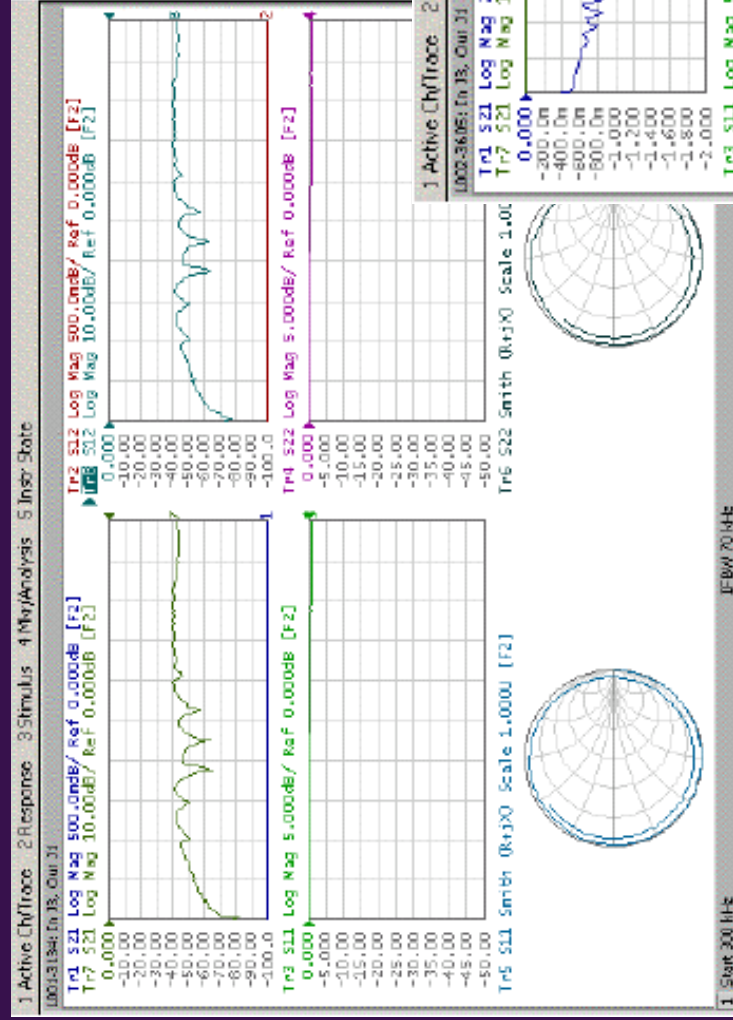 1 Active Ch/Trace 2 Response 3 Stimulus 4 Mkr/Analysis 5 Instr State
Tr1 S21 Log Mag 500.0mdB/ Ref 0.000dB [F2]
Tr7 S21 Log Mag 10.00dB/ Ref 0.000dB [F2]
0.000
-10.00
-20.00
-30.00
-40.00
-50.00
-60.00
-70.00
-80.00
-90.00
-100.0
1
Tr2 S12 Log Mag 500.0mdB/ Ref 0.000dB [F2]
Tr8 S12 Log Mag 10.00dB/ Ref 0.000dB [F2]
0.000
-10.00
-20.00
-30.00
-40.00
-50.00
-60.00
-70.00
-80.00
-90.00
-100.0
8
2
Tr3 S11 Log Mag 5.000dB/ Ref 0.000dB [F2]
0.000
-5.000
-10.00
-15.00
-20.00
-25.00
-30.00
-35.00
-40.00
-45.00
-50.00
Tr4 S22 Log Mag 5.000dB/ Ref 0.000dB [F2]
0.000
-5.000
-10.00
-15.00
-20.00
-25.00
-30.00
-35.00
-40.00
-45.00
-50.00
Tr5 S11 Smith (R+jX) Scale 1.000U [F2]
Tr6 S22 Smith (R+jX) Scale 1.00
1 Start 300 kHz
IFBW 70 kHz
1 Active Ch/Trace 2
Tr1 S21 Log Mag
Tr7 S21 Log Mag
0.000
-200.0m
-400.0m
-600.0m
-800.0m
-1.000
-1.200
-1.400
-1.600
-1.800
-2.000
Tr3 S11 Log Mag